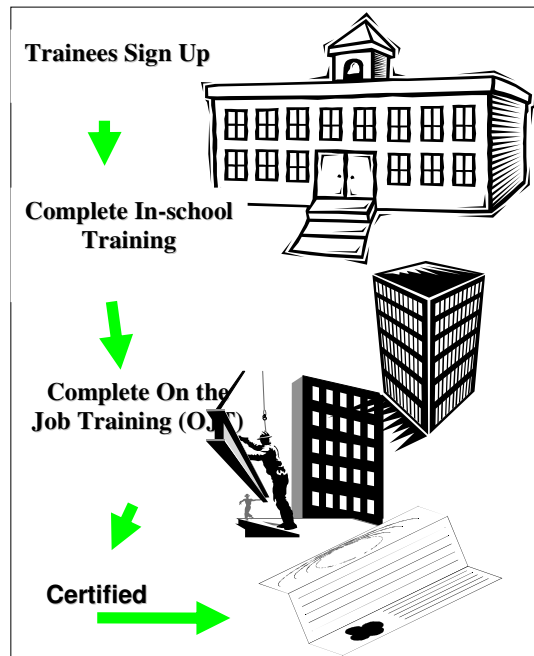 Trainees Sign Up
Complete In-school
Training
Complete On the
Job Training (OJT)
Certified